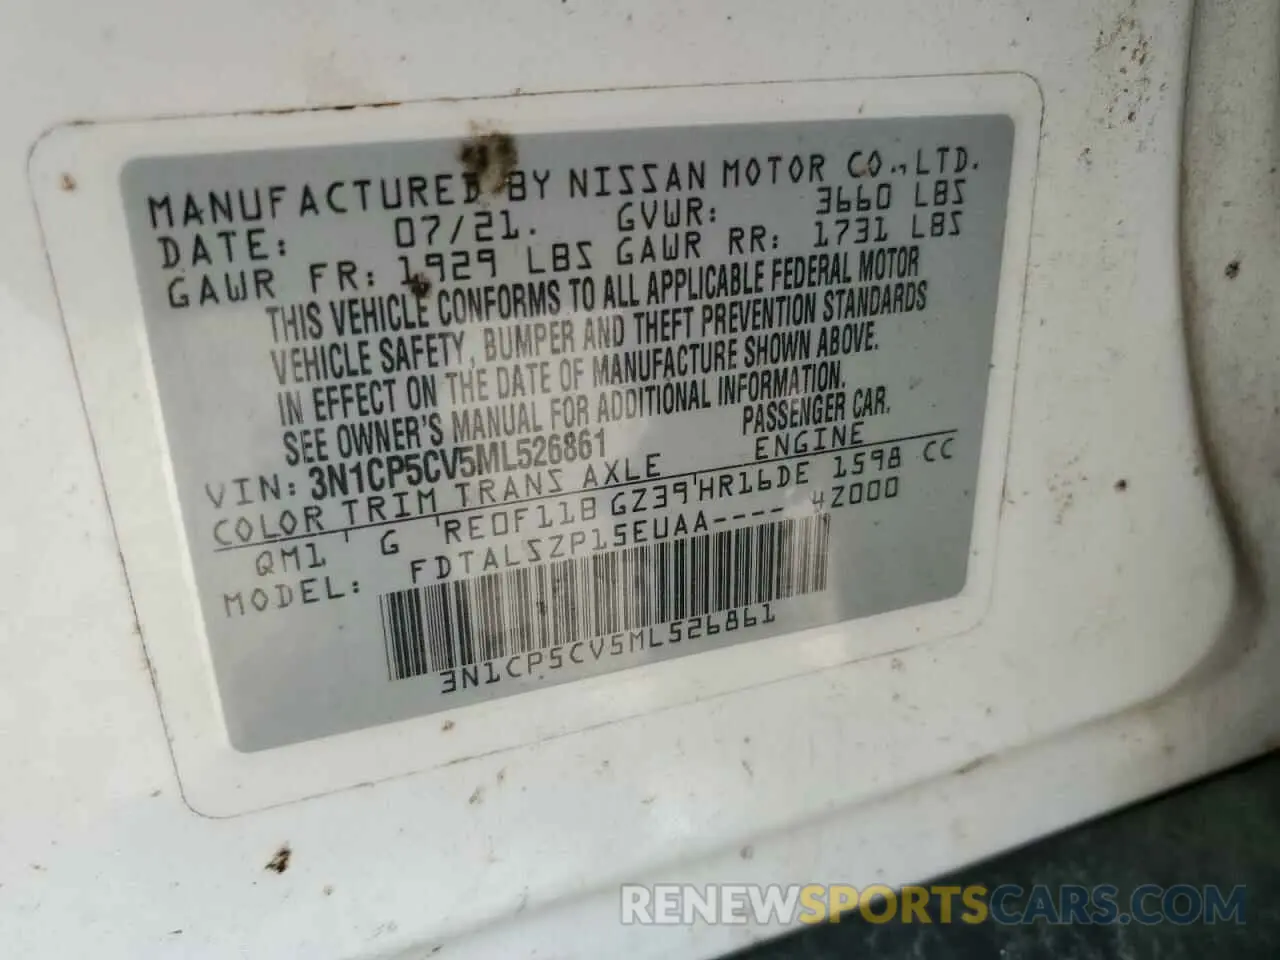 MANUFACTURED BY NISSAN MOTOR CO.,LTD.
DATE: 07/21. GVWR: 3660 LBS
GAWR FR: 1929 LBS GAWR RR: 1731 LBS
THIS VEHICLE CONFORMS TO ALL APPLICABLE FEDERAL MOTOR
VEHICLE SAFETY, BUMPER AND THEFT PREVENTION STANDARDS
IN EFFECT ON THE DATE OF MANUFACTURE SHOWN ABOVE.
SEE OWNER'S MANUAL FOR ADDITIONAL INFORMATION.
VIN: 3N1CP5CV5ML526861 PASSENGER CAR.
COLOR TRIM TRANS AXLE ENGINE
QM1 ' G ' RE0F11B GZ39 ' HR16DE 1598 CC
MODEL: FDTALSZP15EUAA---- 4Z000
3N1CP5CV5ML526861
RENEWSPORTSCARS.COM